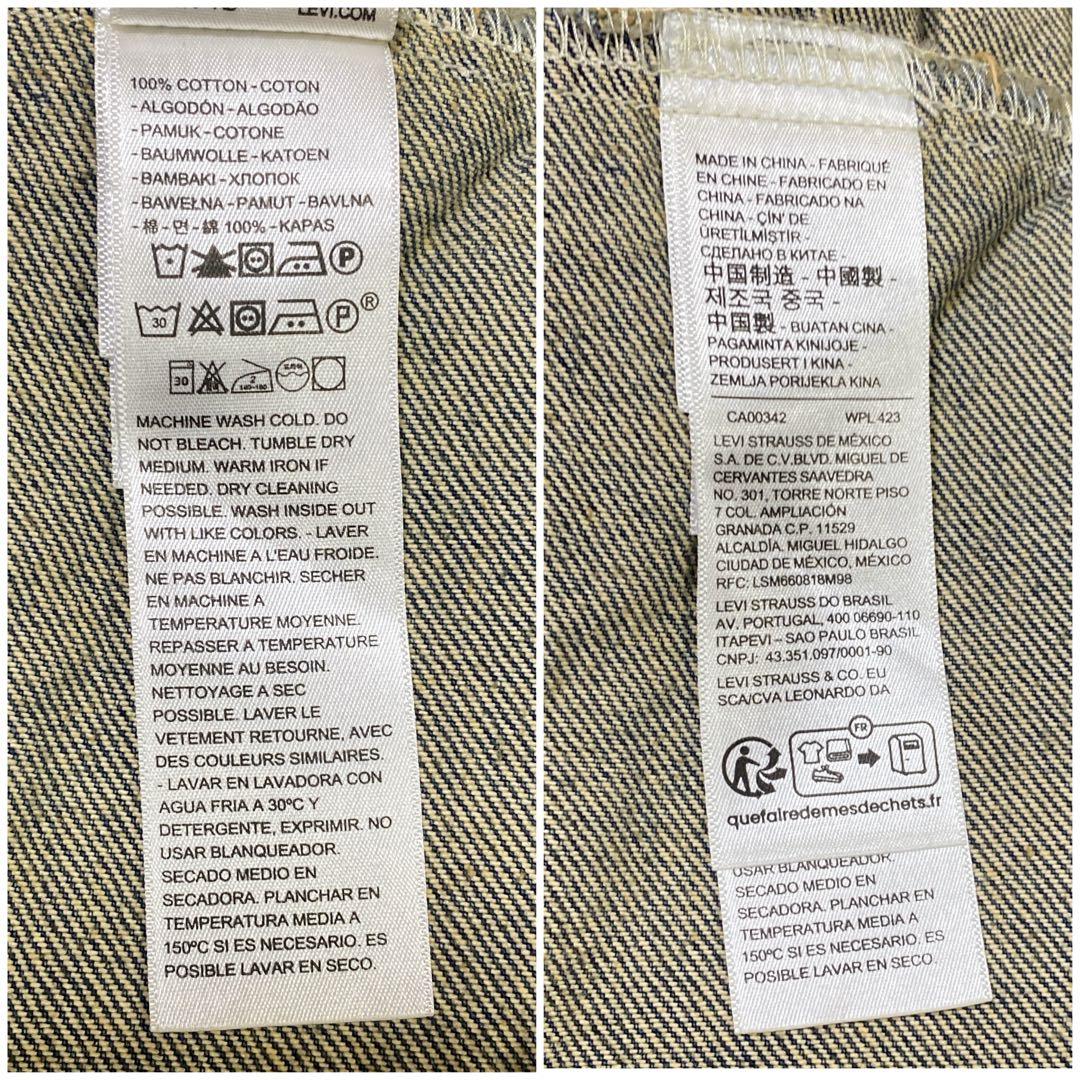 LEVI.COM
100% COTTON - COTON
- ALGODÓN - ALGODÃO
- PAMUK - COTONE
- BAUMWOLLE - KATOEN
- BAMBAKI - ХЛОПОК
- BAWEŁNA - PAMUT - BAVLNA
- 棉 - 면 - 綿 100% - KAPAS
P
30
P ®
30
MACHINE WASH COLD. DO
NOT BLEACH. TUMBLE DRY
MEDIUM. WARM IRON IF
NEEDED. DRY CLEANING
POSSIBLE. WASH INSIDE OUT
WITH LIKE COLORS. - LAVER
EN MACHINE A L'EAU FROIDE.
NE PAS BLANCHIR. SECHER
EN MACHINE A
TEMPERATURE MOYENNE.
REPASSER A TEMPERATURE
MOYENNE AU BESOIN.
NETTOYAGE A SEC
POSSIBLE. LAVER LE
VETEMENT RETOURNE, AVEC
DES COULEURS SIMILAIRES.
- LAVAR EN LAVADORA CON
AGUA FRIA A 30ºC Y
DETERGENTE, EXPRIMIR. NO
USAR BLANQUEADOR.
SECADO MEDIO EN
SECADORA. PLANCHAR EN
TEMPERATURA MEDIA A
150ºC SI ES NECESARIO. ES
POSIBLE LAVAR EN SECO.
MADE IN CHINA - FABRIQUÉ
EN CHINE - FABRICADO EN
CHINA - FABRICADO NA
CHINA - ÇİN' DE
ÜRETİLMİŞTİR -
СДЕЛАНО В КИТАЕ -
中国制造 - 中國製 -
제조국 중국 -
中国製 - BUATAN CINA -
PAGAMINTA KINIJOJE -
PRODUSERT I KINA -
ZEMLJA PORIJEKLA KINA
CA00342 WPL 423
LEVI STRAUSS DE MÉXICO
S.A. DE C.V.BLVD. MIGUEL DE
CERVANTES SAAVEDRA
NO. 301, TORRE NORTE PISO
7 COL. AMPLIACIÓN
GRANADA C.P. 11529
ALCALDÍA. MIGUEL HIDALGO
CIUDAD DE MÉXICO, MÉXICO
RFC: LSM660818M98
LEVI STRAUSS DO BRASIL
AV. PORTUGAL, 400 06690-110
ITAPEVI – SAO PAULO BRASIL
CNPJ: 43.351.097/0001-90
LEVI STRAUSS & CO. EU
SCA/CVA LEONARDO DA
FR
quefairedemesdechets.fr
USAR BLANQUEADOR.
SECADO MEDIO EN
SECADORA. PLANCHAR EN
TEMPERATURA MEDIA A
150ºC SI ES NECESARIO. ES
POSIBLE LAVAR EN SECO.